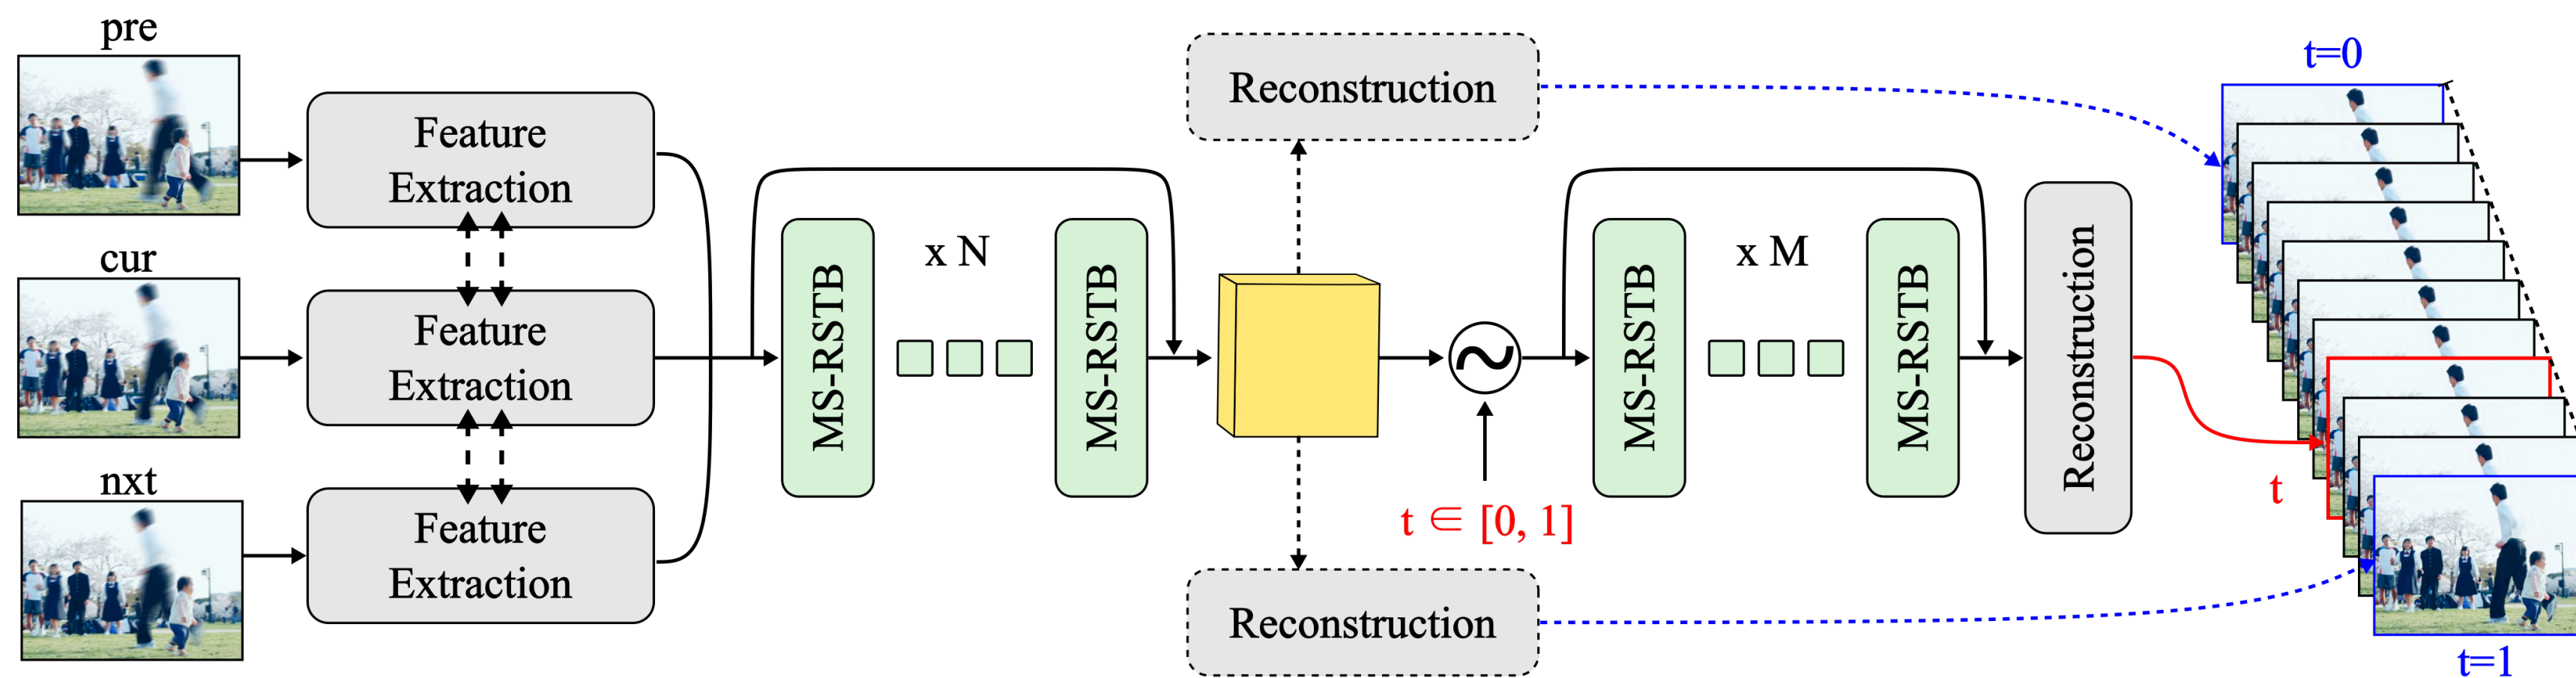 pre
Feature
Extraction
cur
Feature
Extraction
nxt
Feature
Extraction
MS-RSTB
x N
MS-RSTB
Reconstruction
Reconstruction
t ∈ [0, 1]
MS-RSTB
x M
MS-RSTB
Reconstruction
t=0
t
t=1